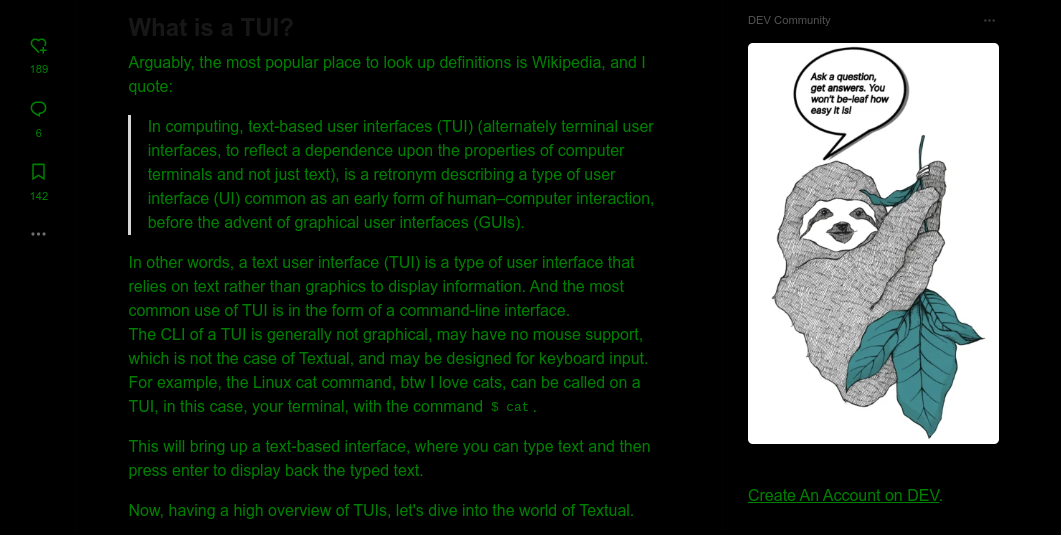 What is a TUI?
Arguably, the most popular place to look up definitions is Wikipedia, and I
quote:
In computing, text-based user interfaces (TUI) (alternately terminal user
interfaces, to reflect a dependence upon the properties of computer
terminals and not just text), is a retronym describing a type of user
interface (UI) common as an early form of human–computer interaction,
before the advent of graphical user interfaces (GUIs).
In other words, a text user interface (TUI) is a type of user interface that
relies on text rather than graphics to display information. And the most
common use of TUI is in the form of a command-line interface.
The CLI of a TUI is generally not graphical, may have no mouse support,
which is not the case of Textual, and may be designed for keyboard input.
For example, the Linux cat command, btw I love cats, can be called on a
TUI, in this case, your terminal, with the command $ cat .
This will bring up a text-based interface, where you can type text and then
press enter to display back the typed text.
Now, having a high overview of TUIs, let's dive into the world of Textual.
189
6
142
DEV Community
Ask a question,
get answers. You
won't be-leaf how
easy it is!
Create An Account on DEV.